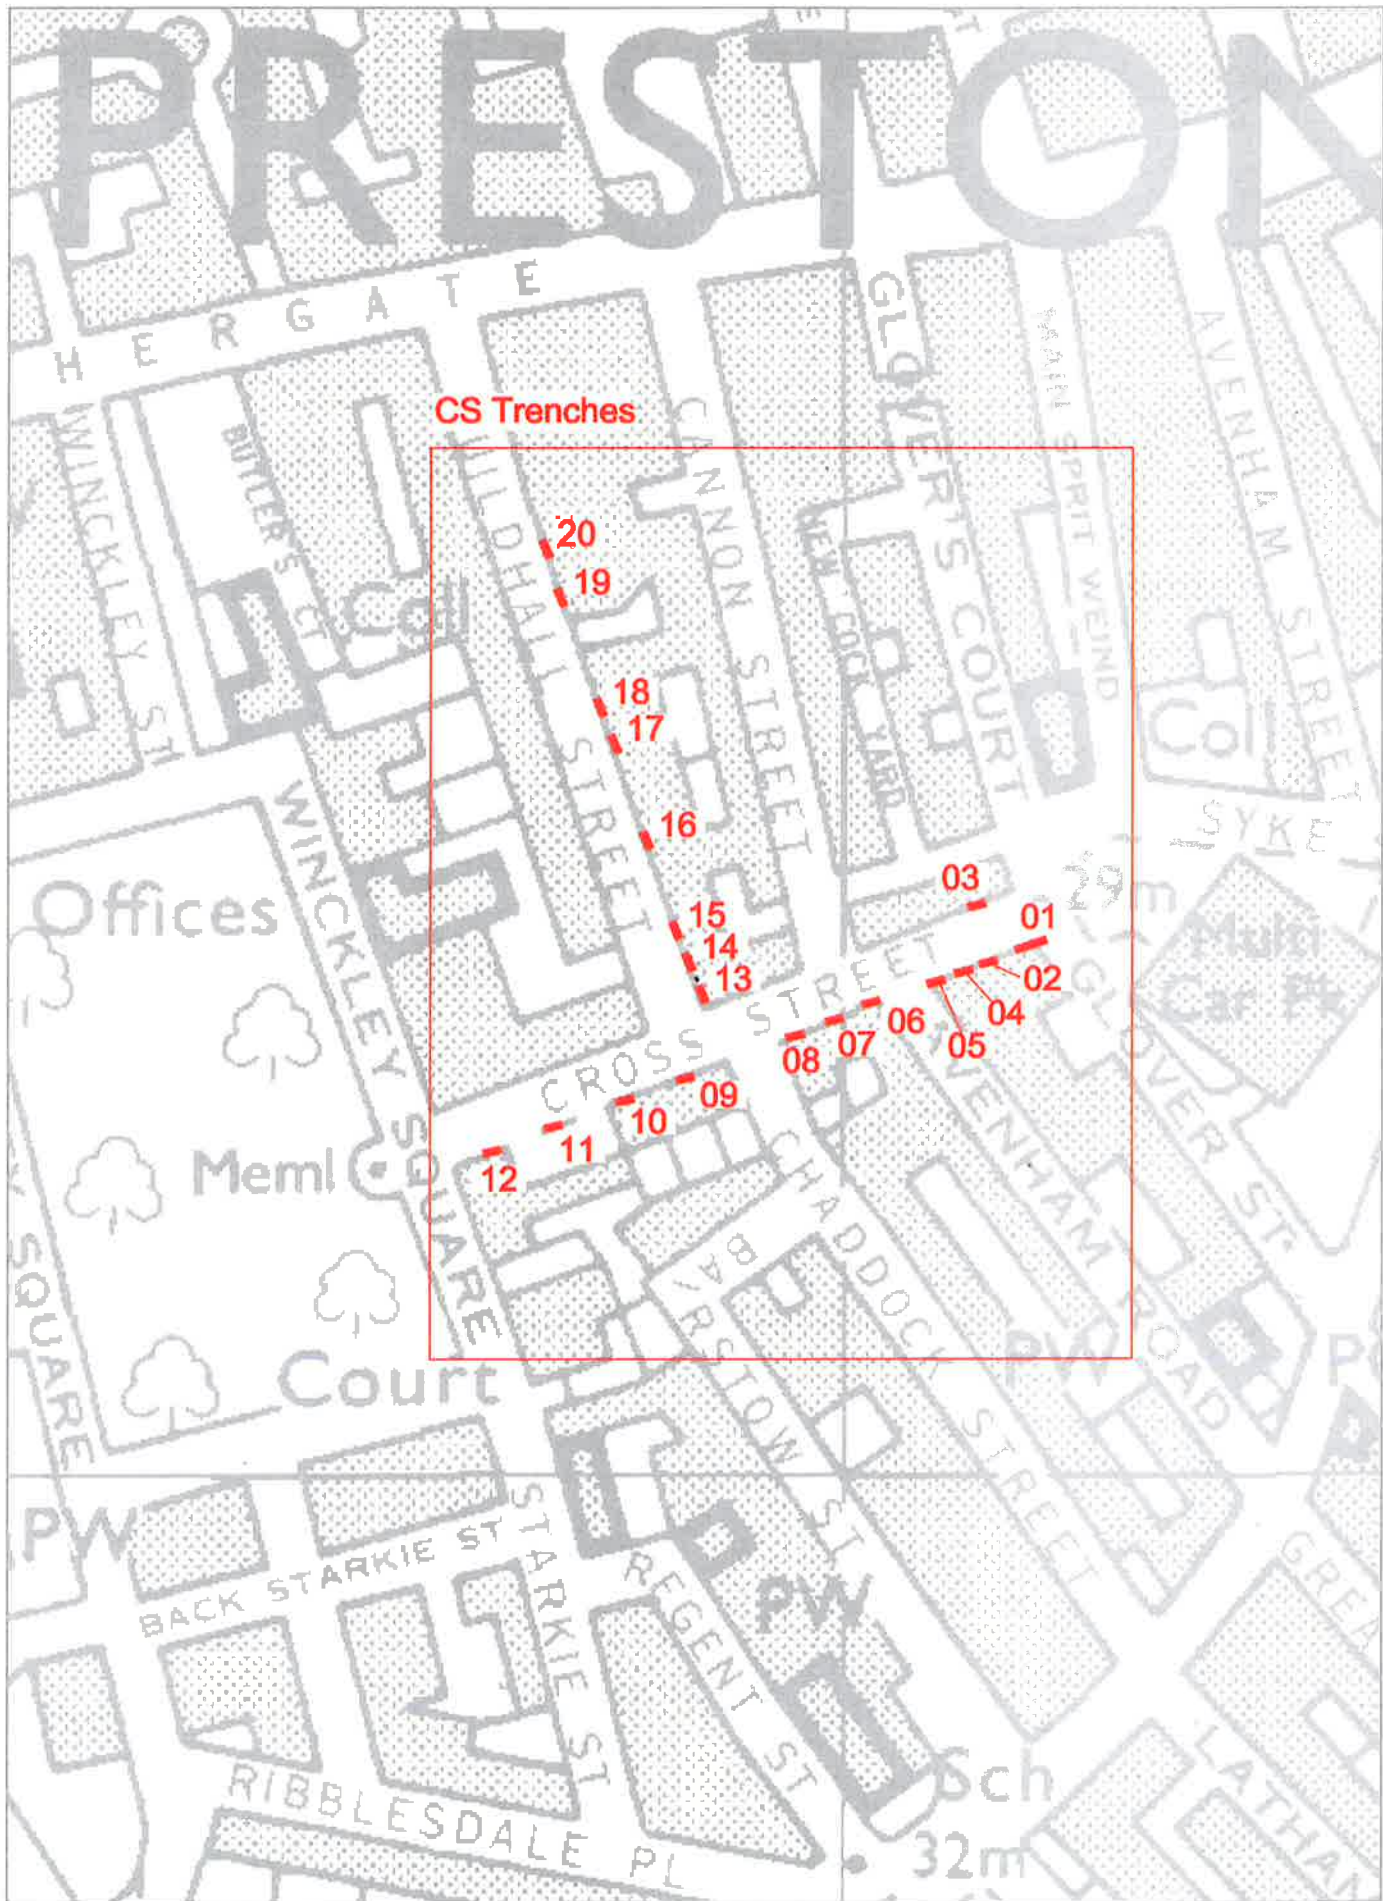 PRESTON
HERGATE
GLOVER'S COURT
MAIN SPRIT WEIND
AVENHAM STREET
WINCKLEY ST
BUTLER'S CT
CS Trenches
CANNON STREET
NEW COCK YARD
UILDHALL STREET
Coll
20
19
18
17
16
15
14
13
Col
SYKE
29m
Multi
Car Pk
03
01
02
04
05
06
07
08
09
10
11
12
Offices
WINCKLEY SQUARE
CROSS STREET
GLOVER ST.
Meml
AVENHAM ROAD
CHADDOCK STREET
BAIRSTOW ST
SQUARE
Court
PW
P
PW
BACK STARKIE ST
STARKIE ST
REGENT ST
PW
GREA
LATHAM
RIBBLESDALE PL
Sch
32m